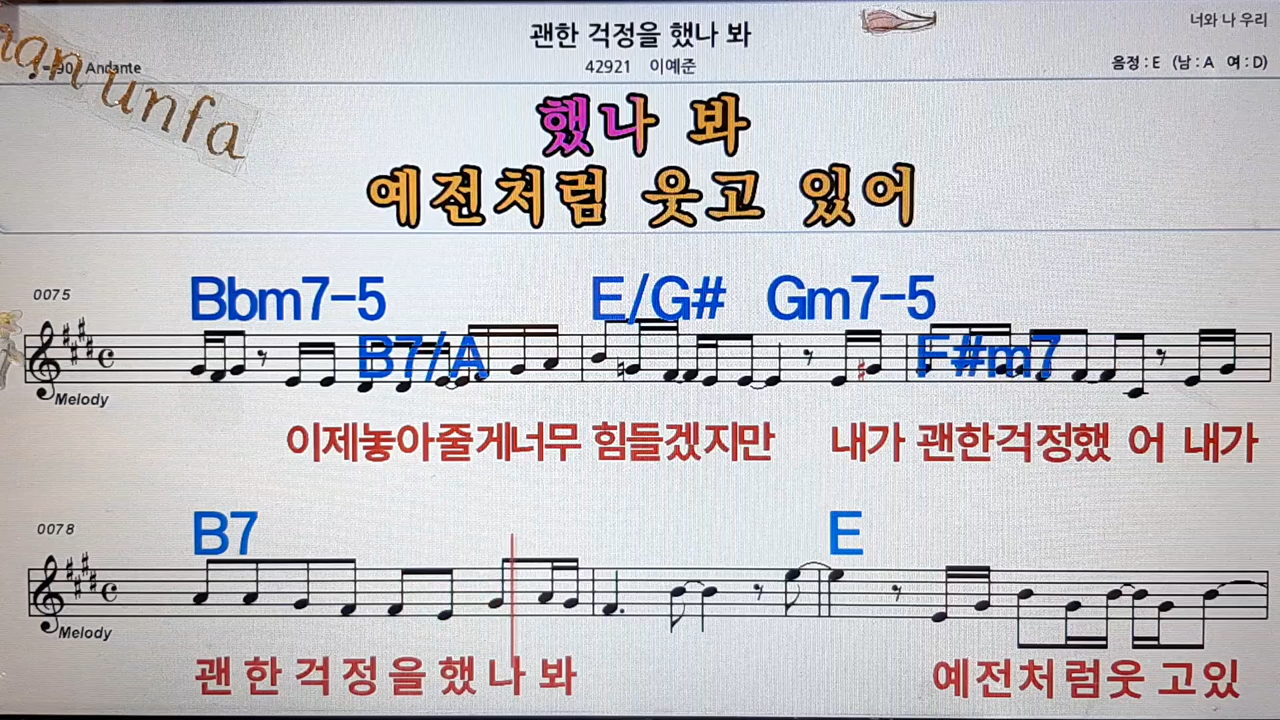 괜한 걱정을 했나 봐
너와 나 우리
42921 이예준
Andante
음정 : E (남 : A 여 : D)
unfa
했나 봐
예전처럼 웃고 있어
0075
Bbm7-5 E/G# Gm7-5
B7/A F#m7
Melody
이제놓아줄게너무 힘들겠지만 내가 괜한걱정했 어 내가
0078
B7 E
Melody
괜 한 걱 정 을 했 나 봐 예전처럼웃 고있